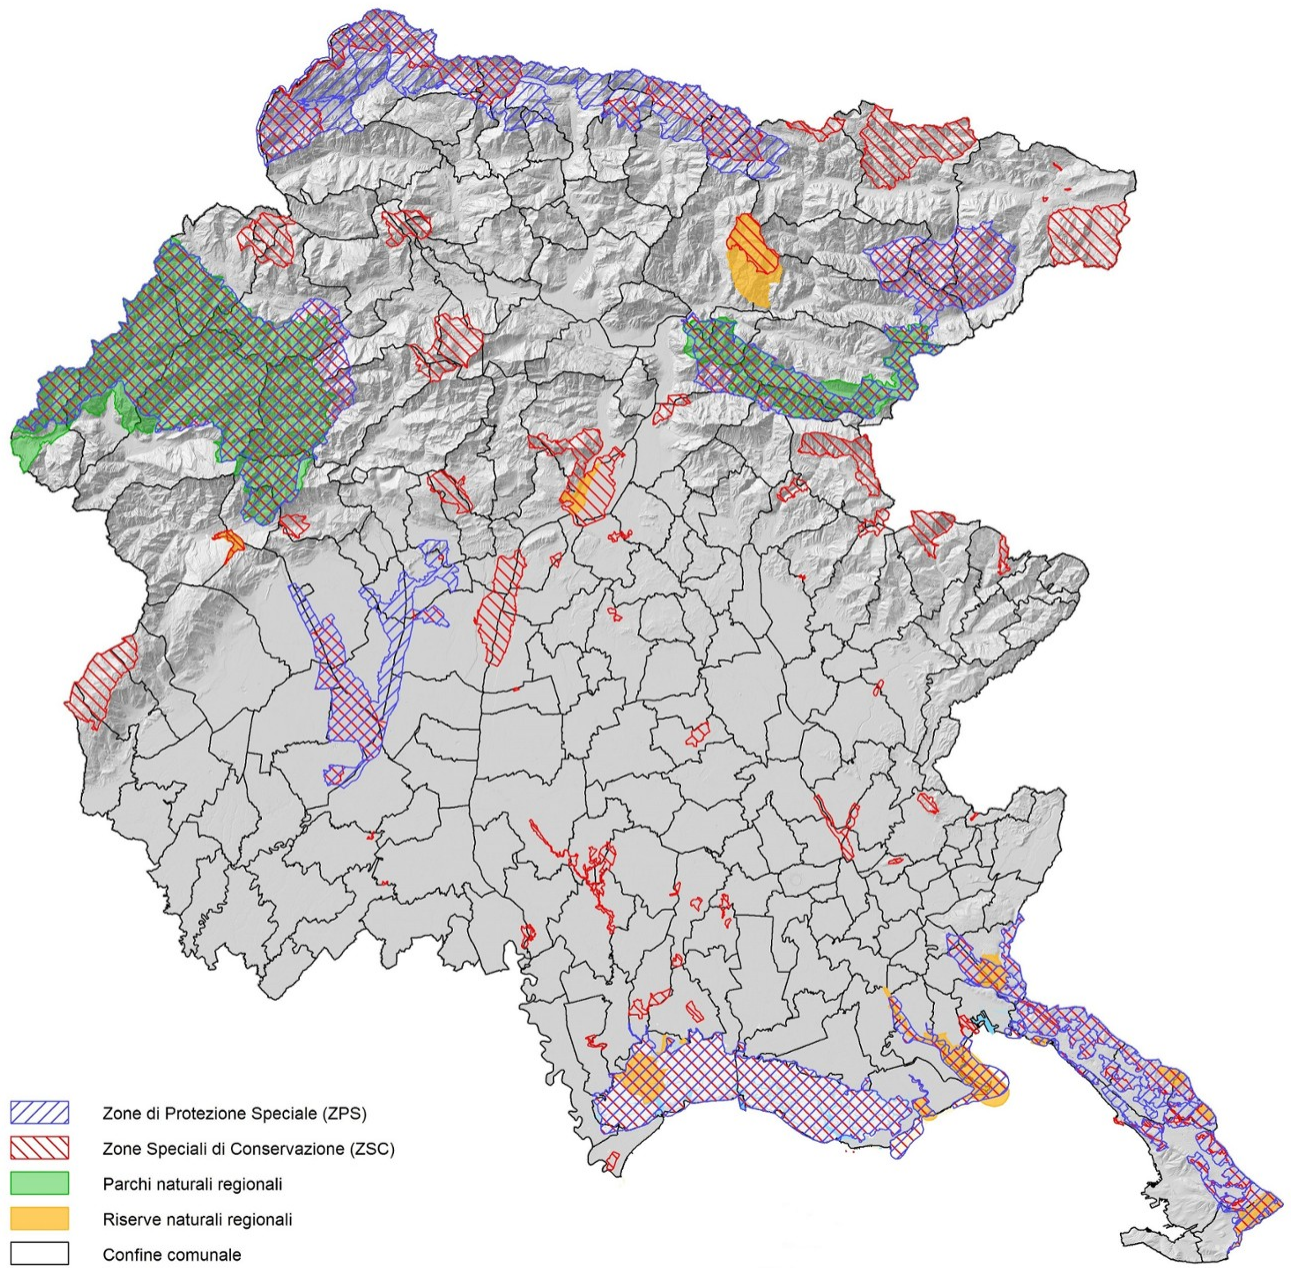 Zone di Protezione Speciale (ZPS)
Zone Speciali di Conservazione (ZSC)
Parchi naturali regionali
Riserve naturali regionali
Confine comunale